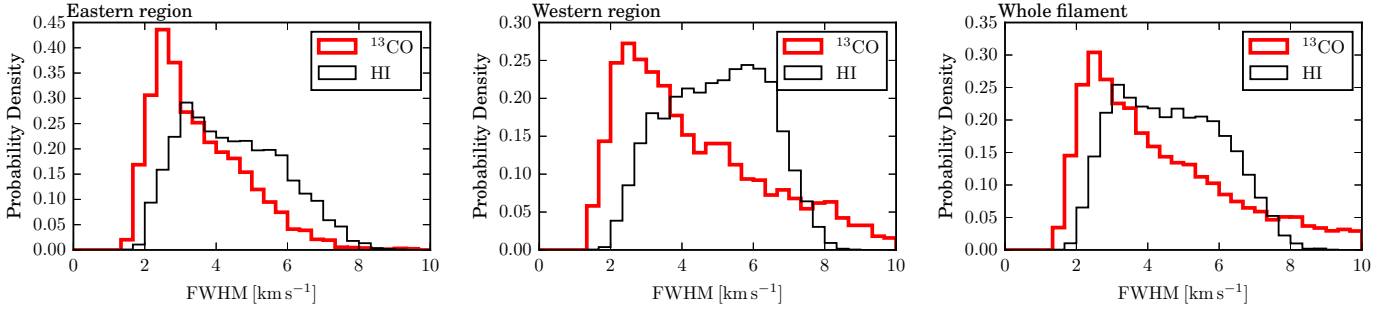 Eastern region
Probability Density
0.45
0.40
0.35
0.30
0.25
0.20
0.15
0.10
0.05
0.00
¹³CO
HI
0 2 4 6 8 10
FWHM [km s⁻¹]
Western region
Probability Density
0.30
0.25
0.20
0.15
0.10
0.05
0.00
¹³CO
HI
0 2 4 6 8 10
FWHM [km s⁻¹]
Whole filament
Probability Density
0.35
0.30
0.25
0.20
0.15
0.10
0.05
0.00
¹³CO
HI
0 2 4 6 8 10
FWHM [km s⁻¹]